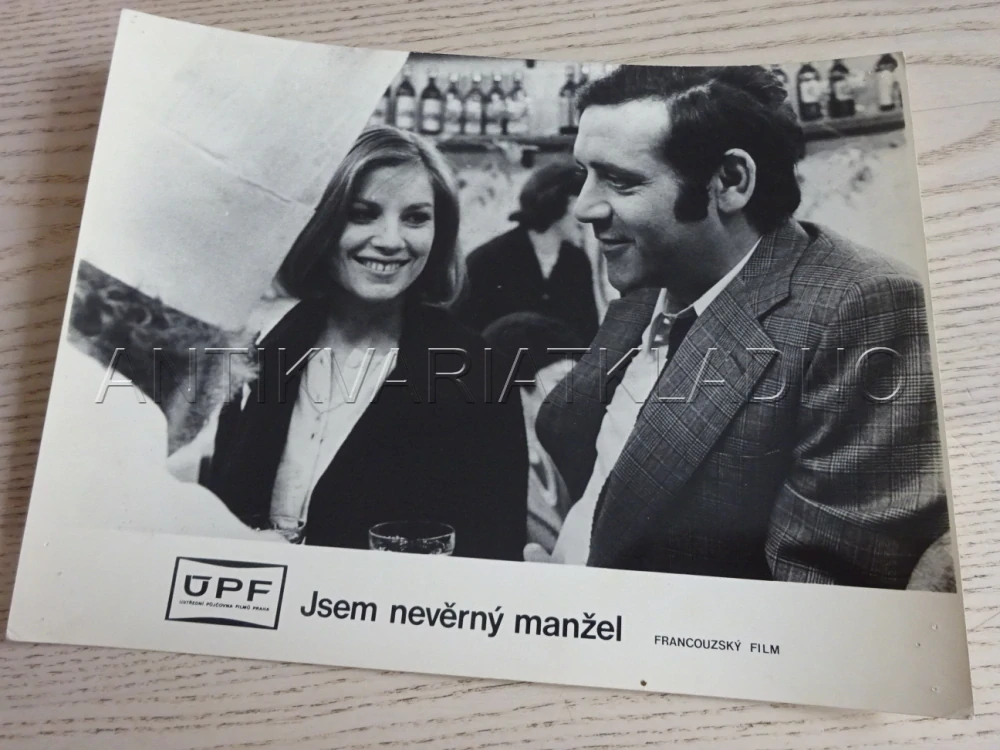 ANTIKVARIATKLADNO
ÚPF
ÚSTŘEDNÍ PŮJČOVNA FILMŮ PRAHA
Jsem nevěrný manžel
FRANCOUZSKÝ FILM